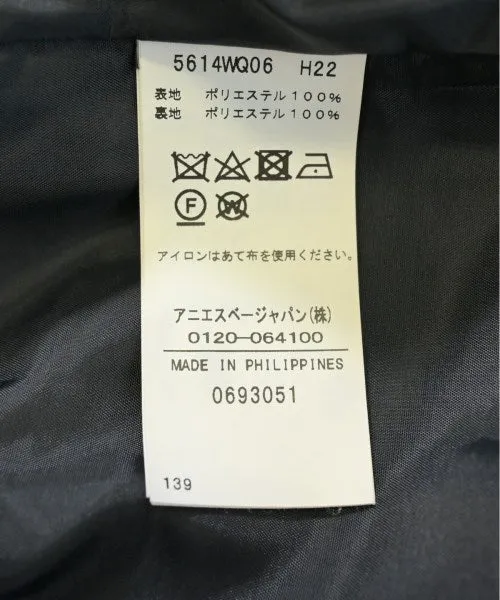 5614WQ06 H22
表地 ポリエステル100%
裏地 ポリエステル100%
F W
アイロンはあて布を使用ください。
アニエスベージャパン(株)
0120-064100
MADE IN PHILIPPINES
0693051
139